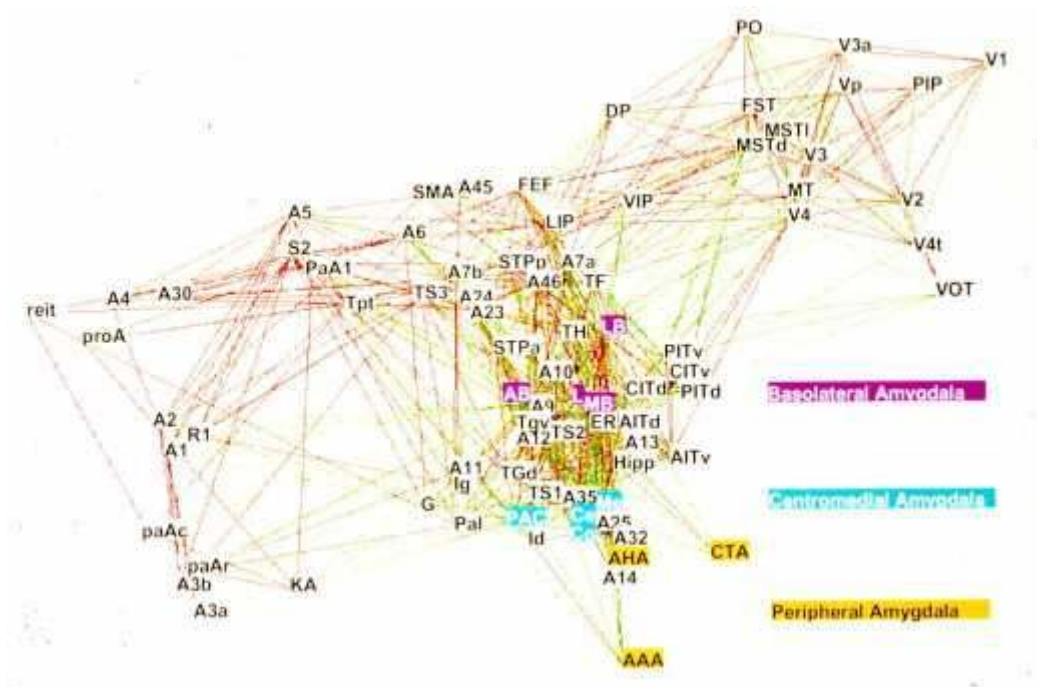 PO
V3a
V1
Vp
PIP
DP
FST
MSTl
MSTd
V3
SMA
A45
FEF
VIP
MT
V4
V2
A5
A6
LIP
V4t
S2
PaA1
STPp
A7a
A7b
A46
TF
VOT
reit
A4
A30
Tpt
TS3
A24
A23
proA
TH
LB
STPa
PITv
A10
CITv
CITd
PITd
AB
A9
L
MB
Basolateral Amvodala
A2
R1
A1
Tgv
TS2
ER
AITd
A12
A13
AITv
A11
TGd
Hipp
Ig
TS1
A35
G
Centromedial Amvodala
Pal
PAC
A25
paAc
Id
A32
CTA
AHA
paAr
A14
A3b
KA
A3a
Peripheral Amygdala
AAA